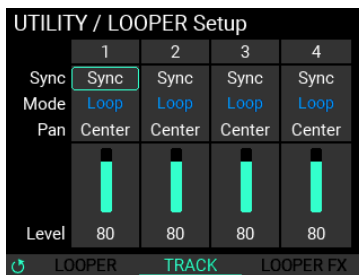 UTILITY / LOOPER Setup
1 2 3 4
Sync Sync Sync Sync Sync
Mode Loop Loop Loop Loop
Pan Center Center Center Center
Level 80 80 80 80
LOOPER TRACK LOOPER FX